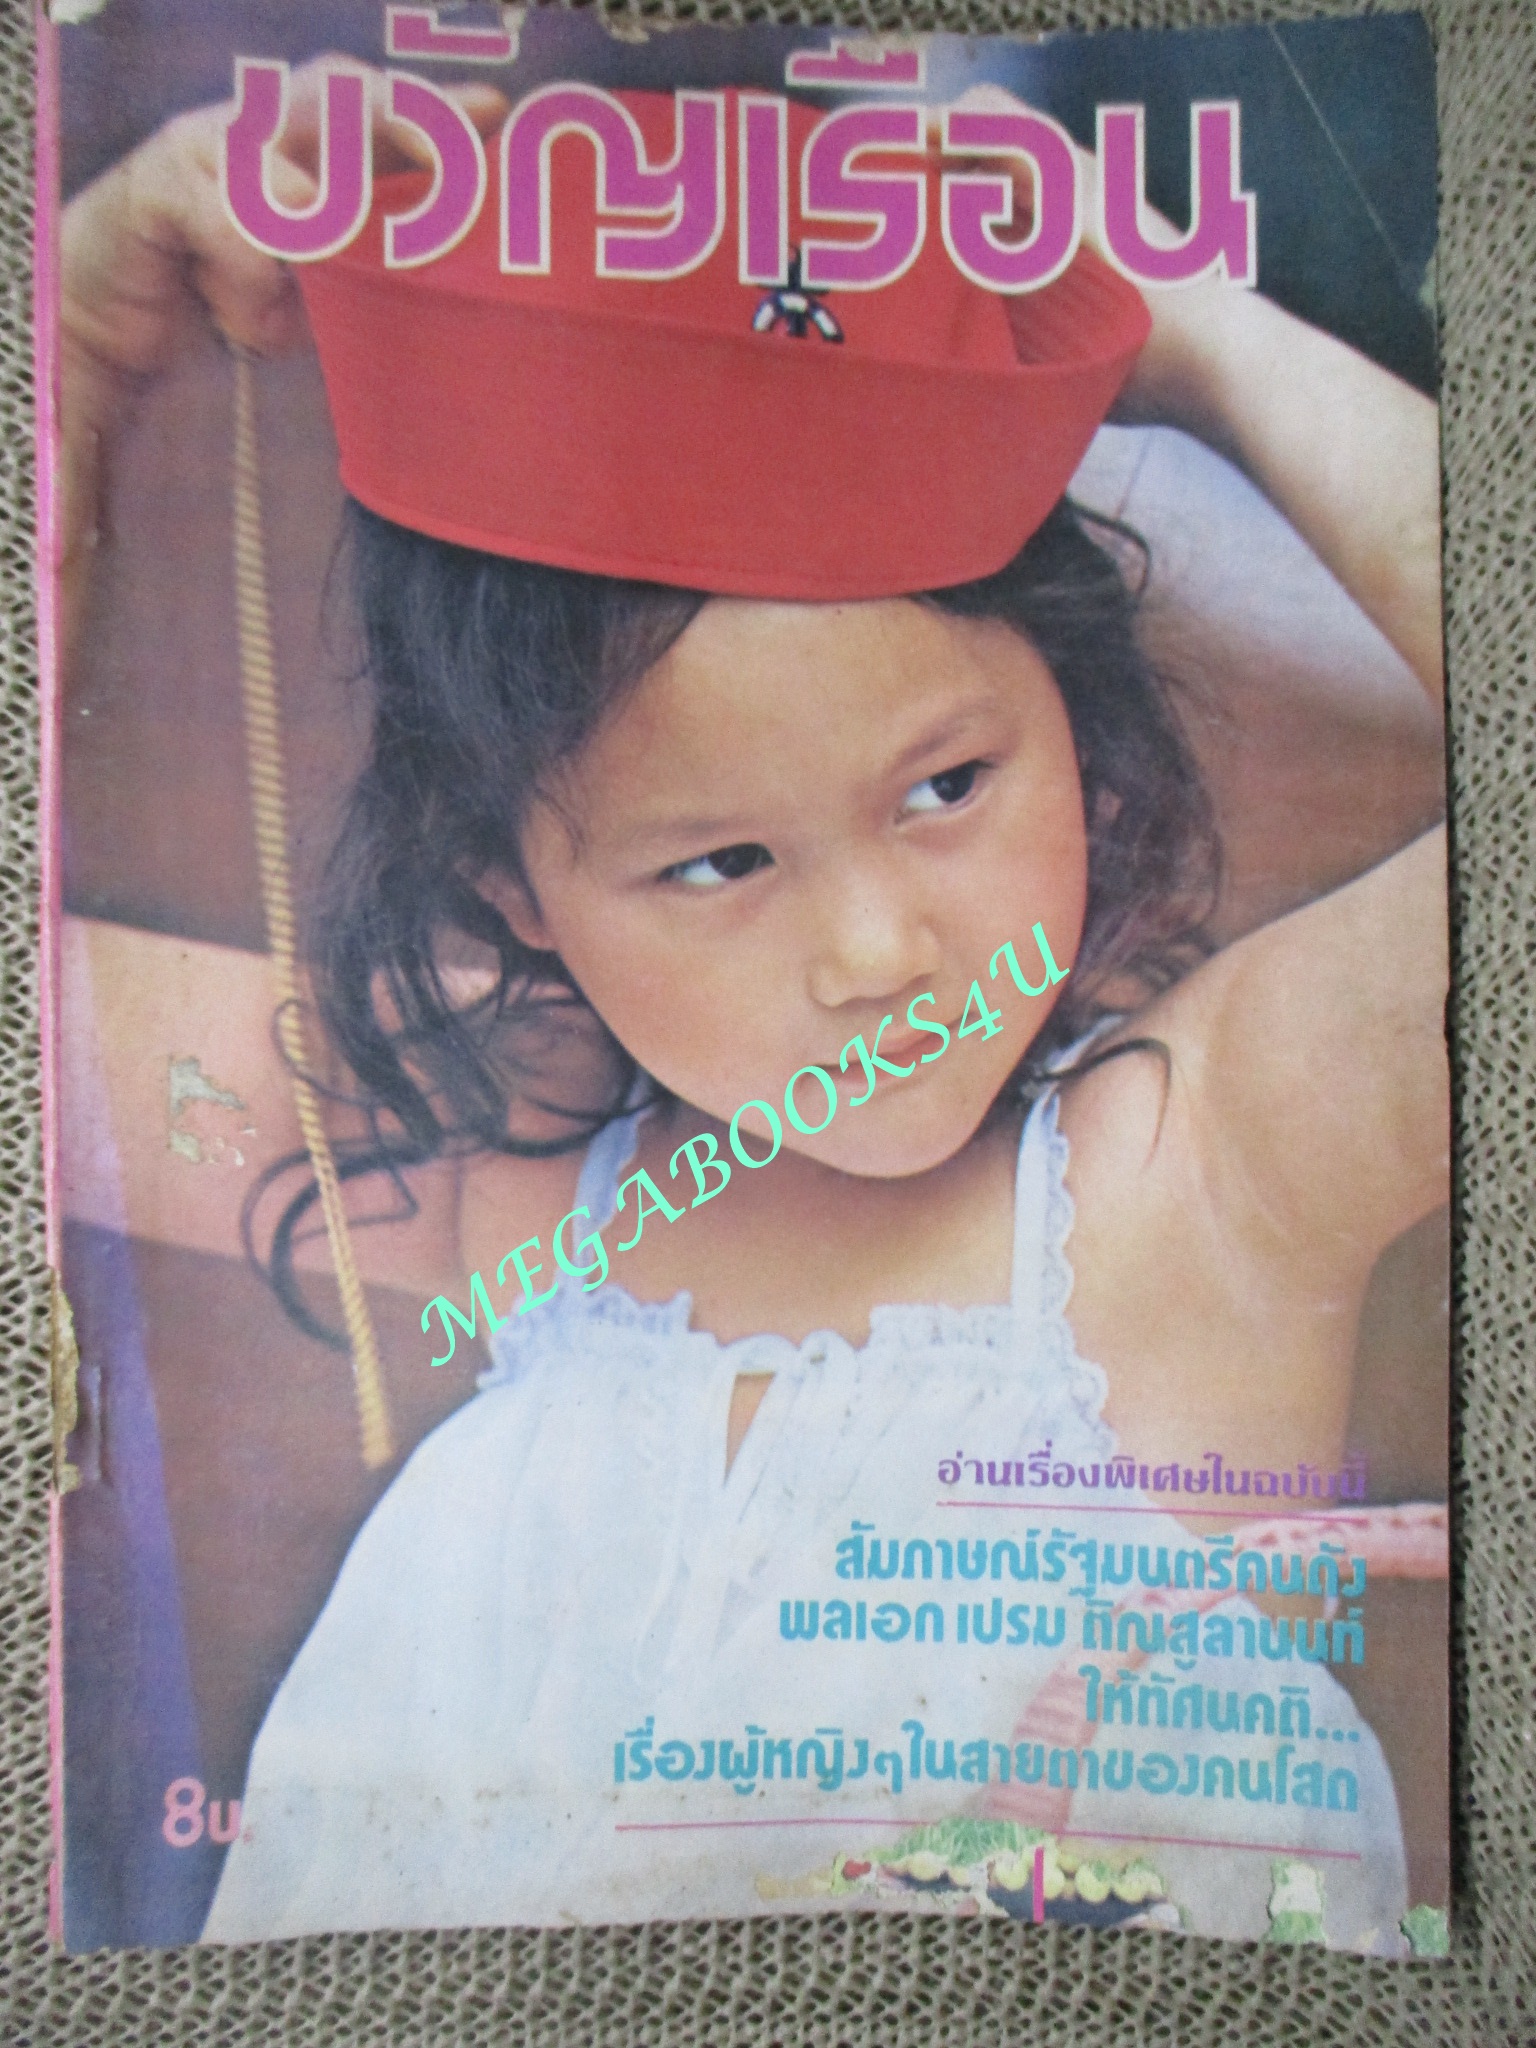 ขวัญเรือน
MEGABOOKS4U
อ่านเรื่องพิเศษในฉบับนี้
สัมภาษณ์รัฐมนตรีคนดัง
พลเอก เปรม ติณสูลานนท์
ให้ทัศนคติ...
เรื่องผู้หญิงๆในสายตาของคนโสด
8บ.